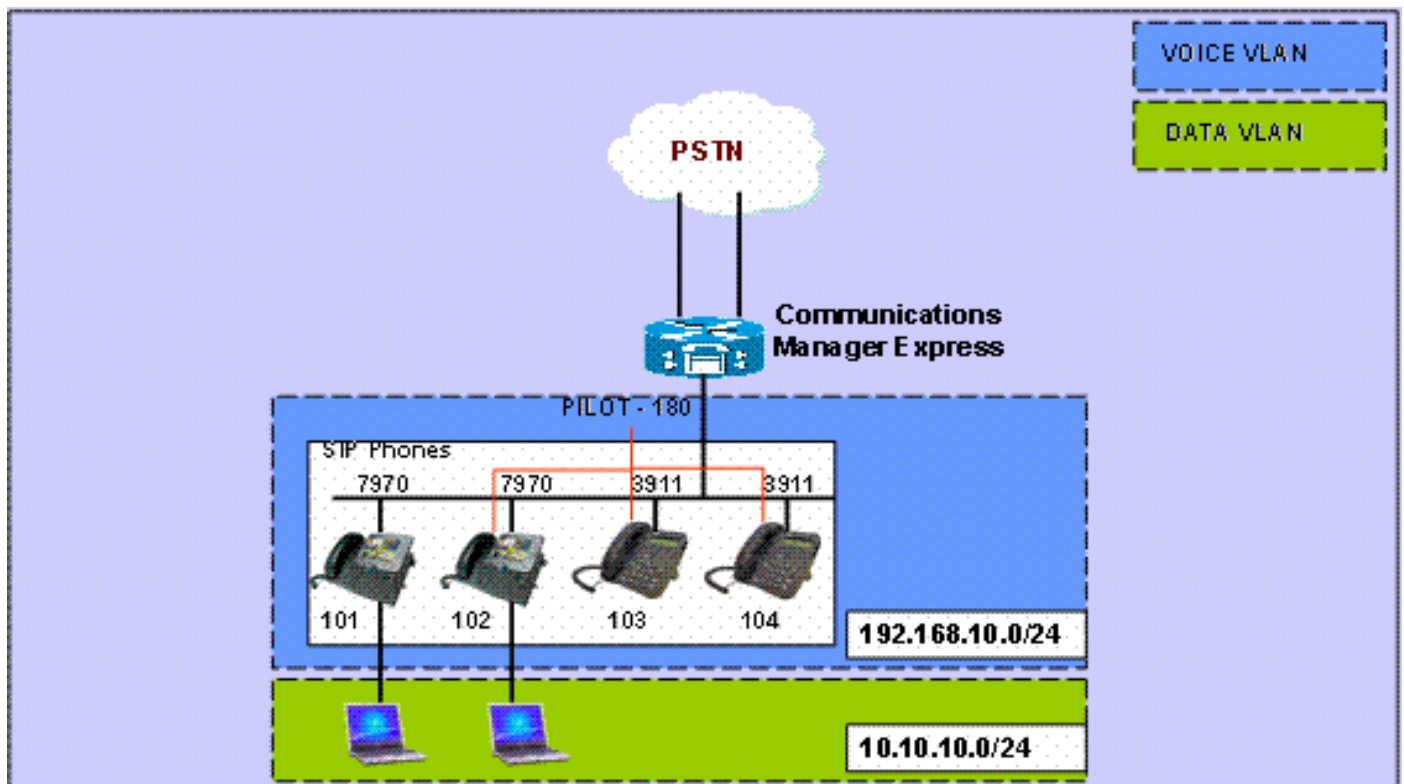 VOICE VLAN
DATA VLAN
PSTN
Communications
Manager Express
PILOT - 180
SIP Phones
7970 7970 3911 3911
101 102 103 104
192.168.10.0/24
10.10.10.0/24